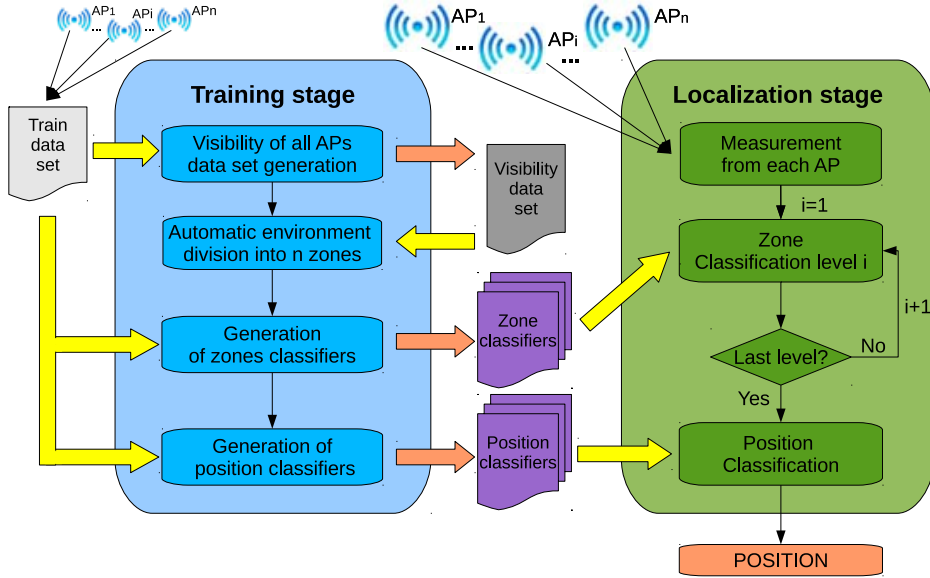 AP1
... APi ...
APn
AP1
...
APi
...
APn
Training stage
Localization stage
Train
data
set
Visibility of all APs
data set generation
Visibility
data
set
Automatic environment
division into n zones
Generation
of zones classifiers
Zone
classifiers
Generation of
position classifiers
Position
classifiers
Measurement
from each AP
i=1
Zone
Classification level i
i+1
Last level?
No
Yes
Position
Classification
POSITION